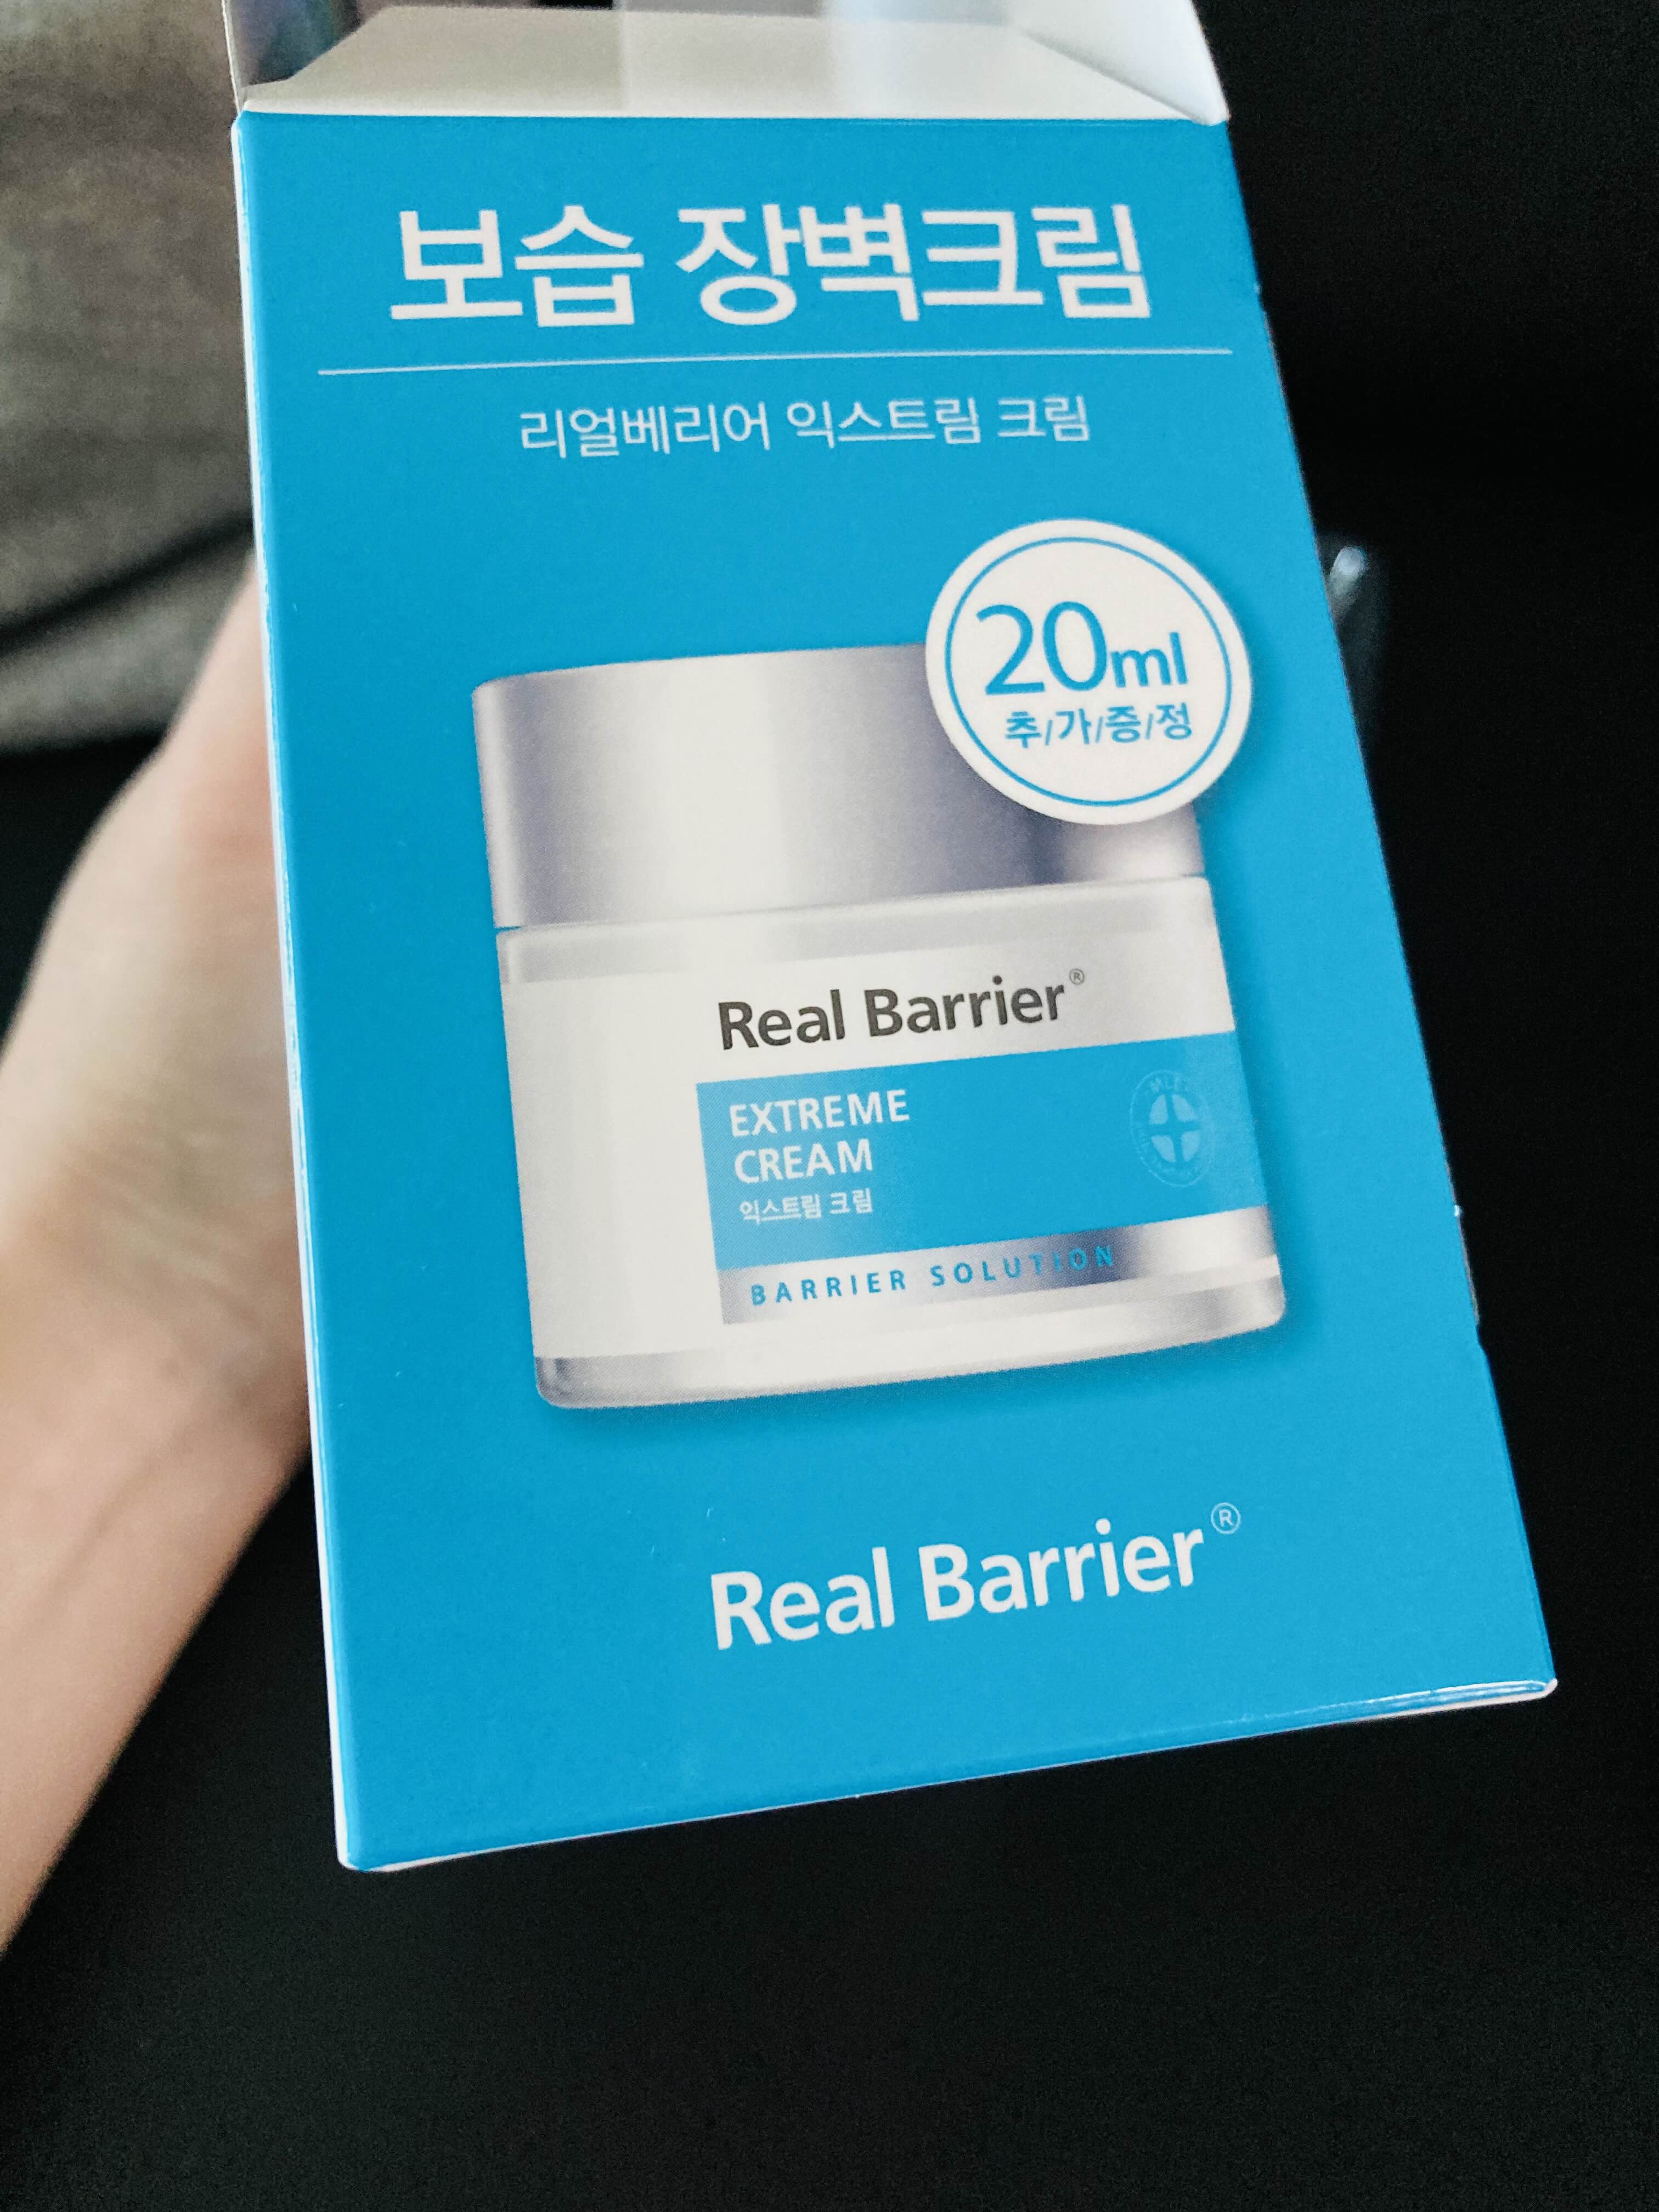 보습 장벽크림
리얼베리어 익스트림 크림
20ml
추/가/증/정
Real Barrier®
EXTREME
CREAM
익스트림 크림
BARRIER SOLUTION
Real Barrier®